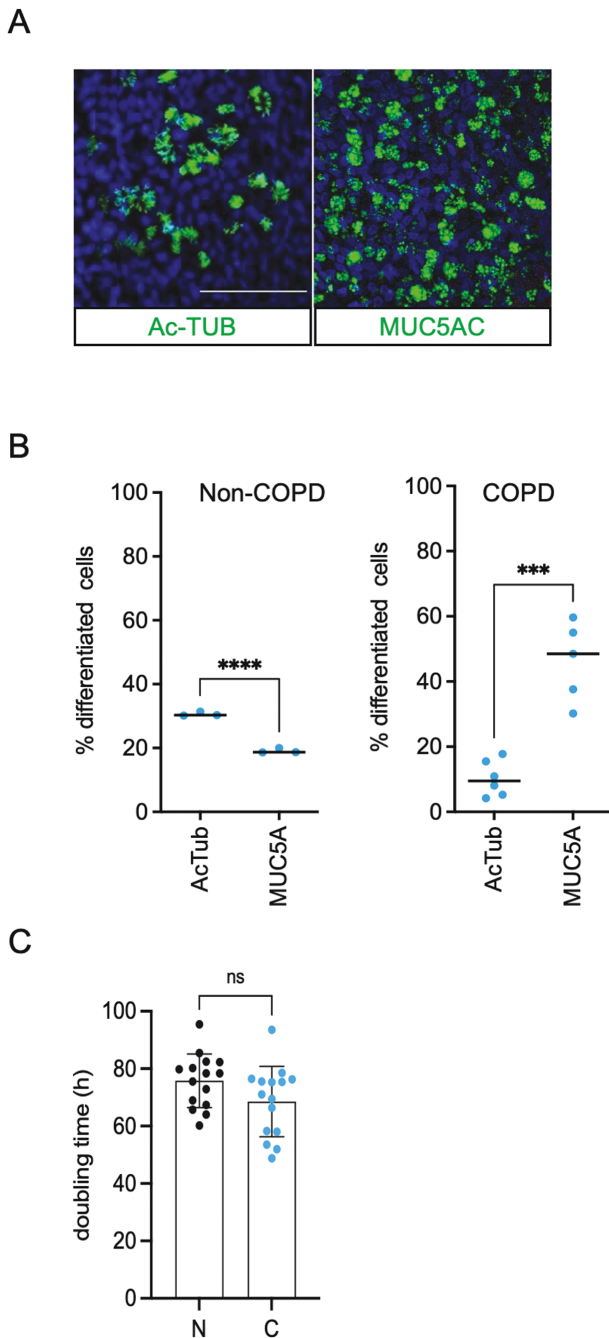 A
Ac-TUB
MUC5AC
B
Non-COPD
COPD
% differentiated cells
100
80
60
40
20
0
****
AcTub
MUC5A
% differentiated cells
100
80
60
40
20
0
***
AcTub
MUC5A
C
ns
doubling time (h)
100
80
60
40
20
0
N
C